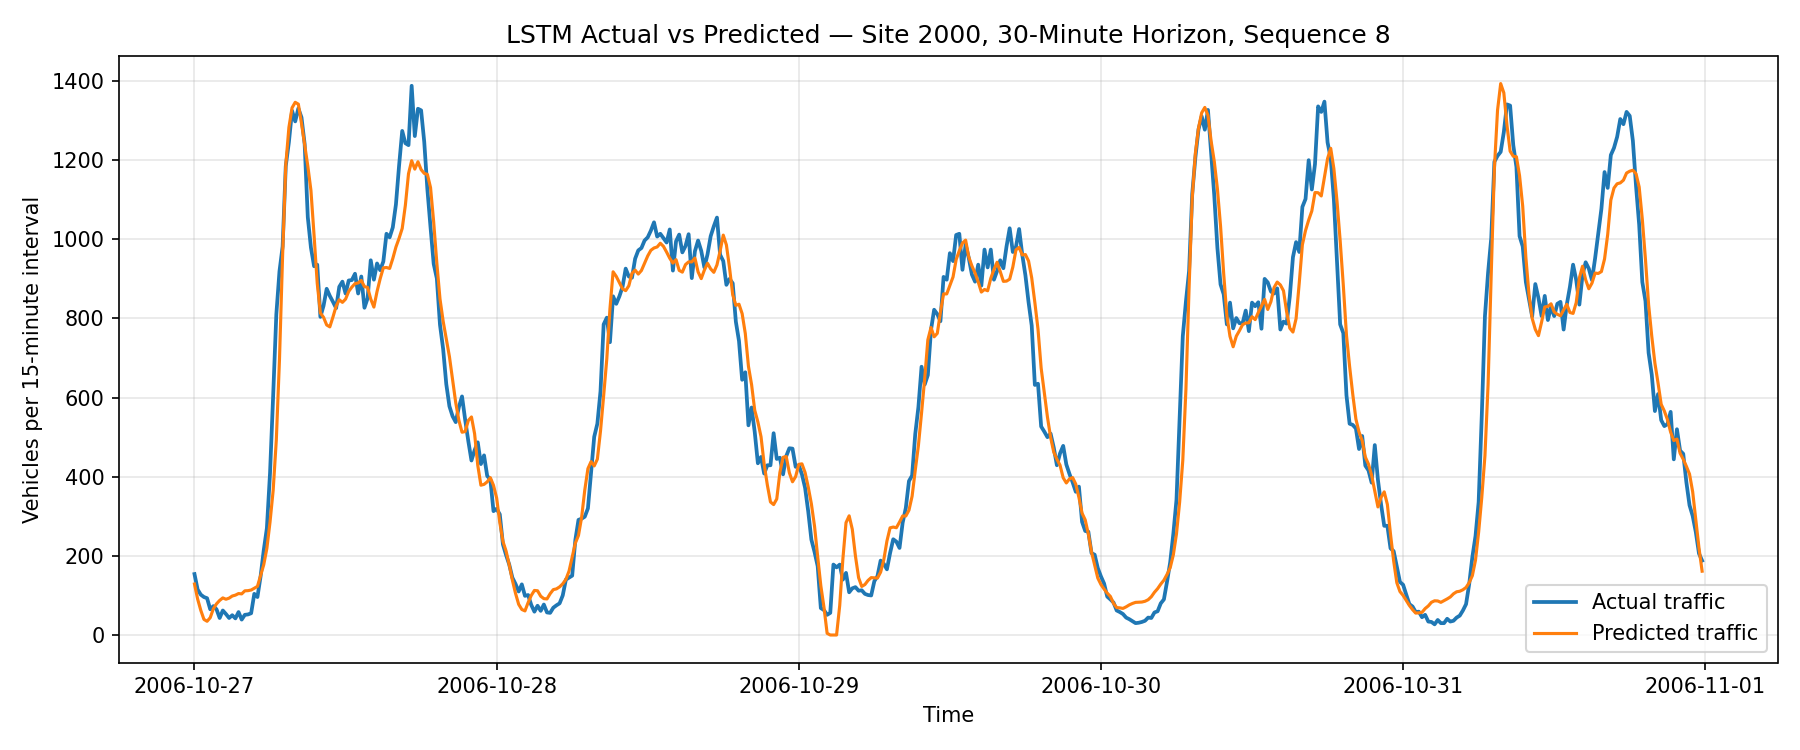 LSTM Actual vs Predicted — Site 2000, 30-Minute Horizon, Sequence 8
Vehicles per 15-minute interval
1400
1200
1000
800
600
400
200
0
Actual traffic
Predicted traffic
2006-10-27 2006-10-28 2006-10-29 2006-10-30 2006-10-31 2006-11-01
Time